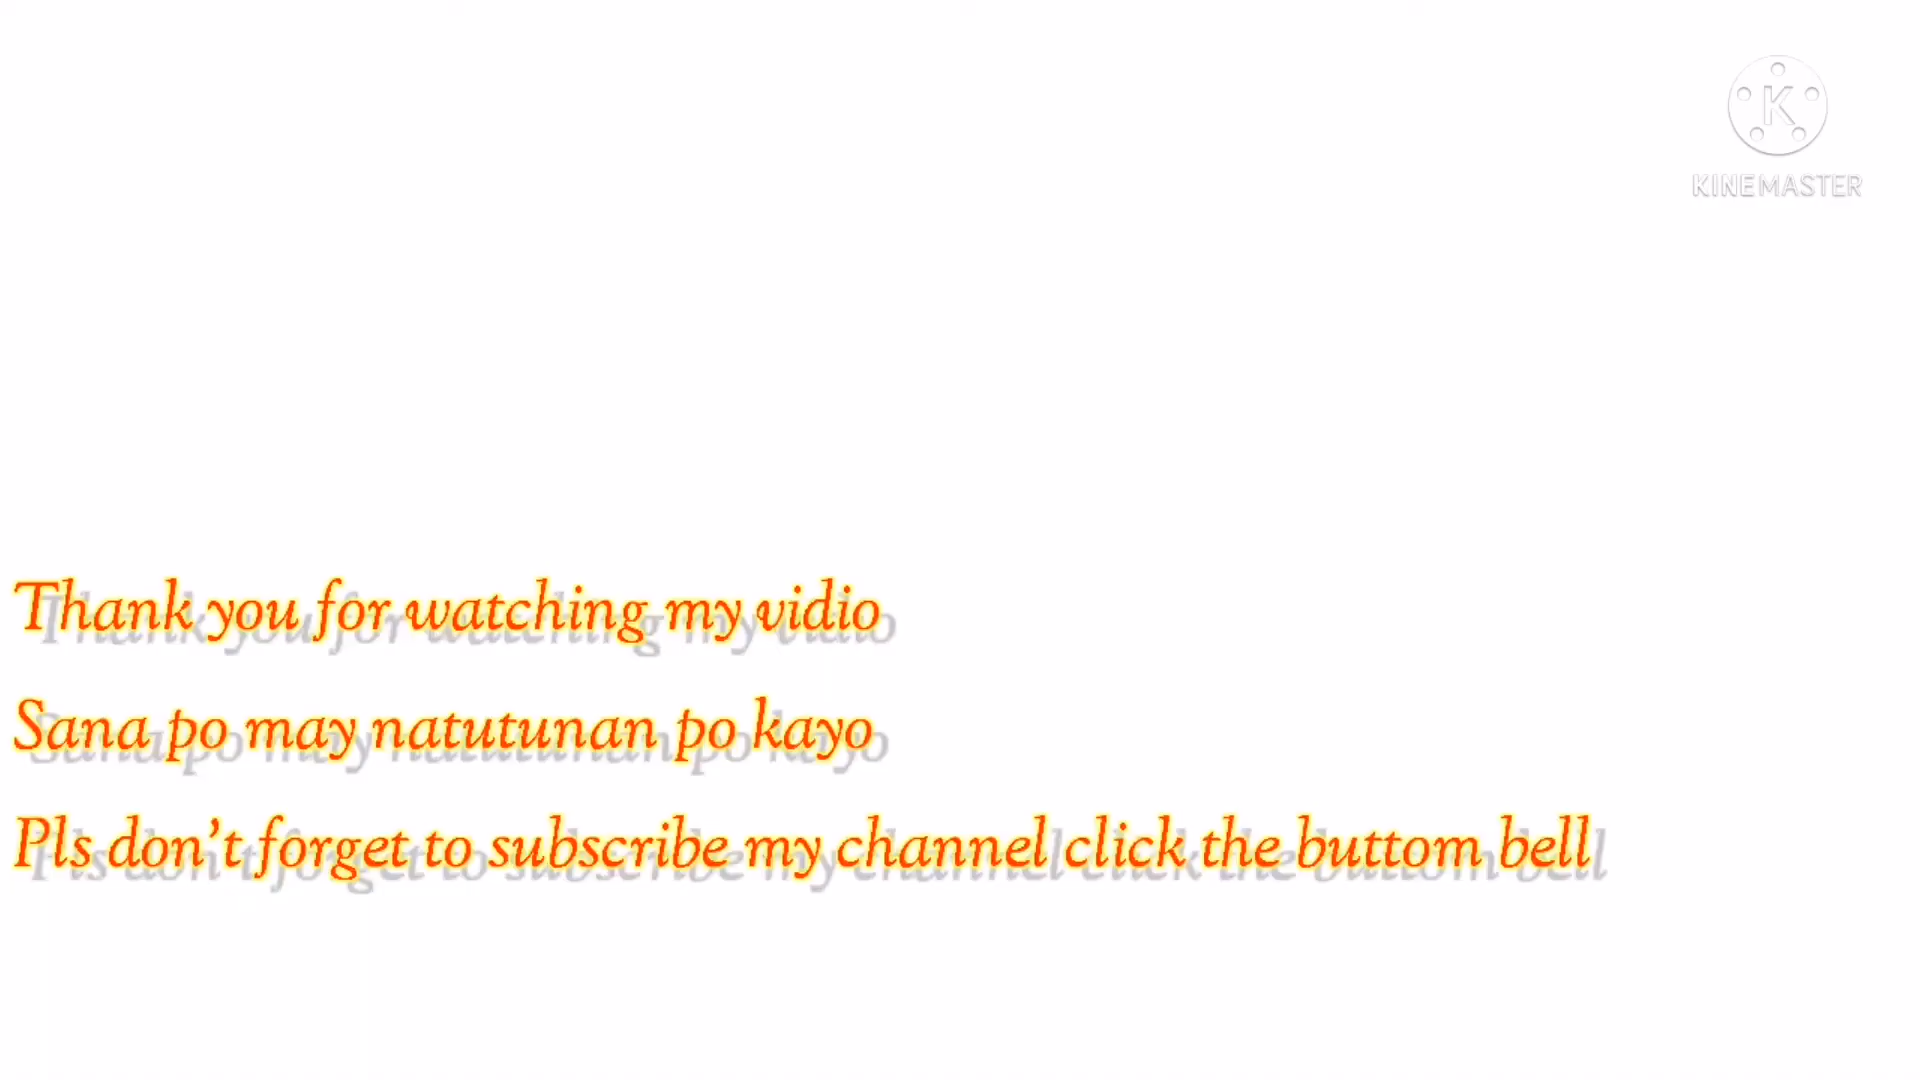 K
KINEMASTER
Thank you for watching my vidio
Sana po may natutunan po kayo
Pls don't forget to subscribe my channel click the buttom bell